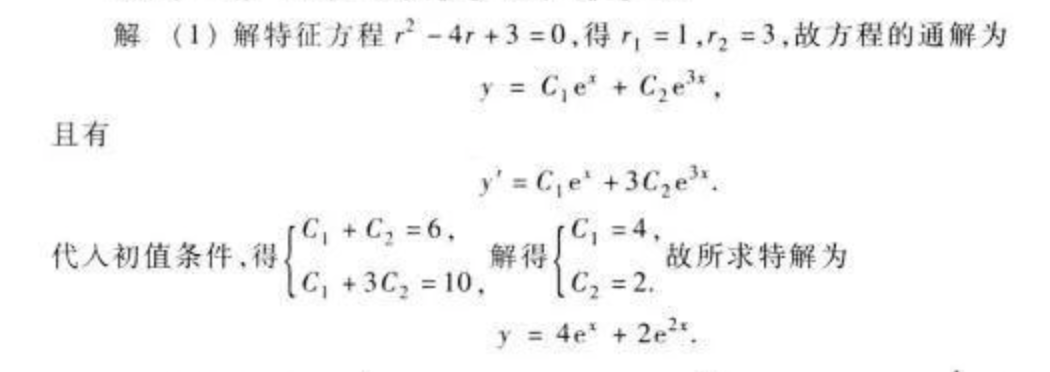 解 (1) 解特征方程 r² - 4r + 3 = 0,得 r₁ = 1, r₂ = 3,故方程的通解为
y = C₁eˣ + C₂e³ˣ,
且有
y' = C₁eˣ + 3C₂e³ˣ.
代入初值条件,得{C₁ + C₂ = 6, C₁ + 3C₂ = 10, 解得{C₁ = 4, C₂ = 2. 故所求特解为
y = 4eˣ + 2e²ˣ.